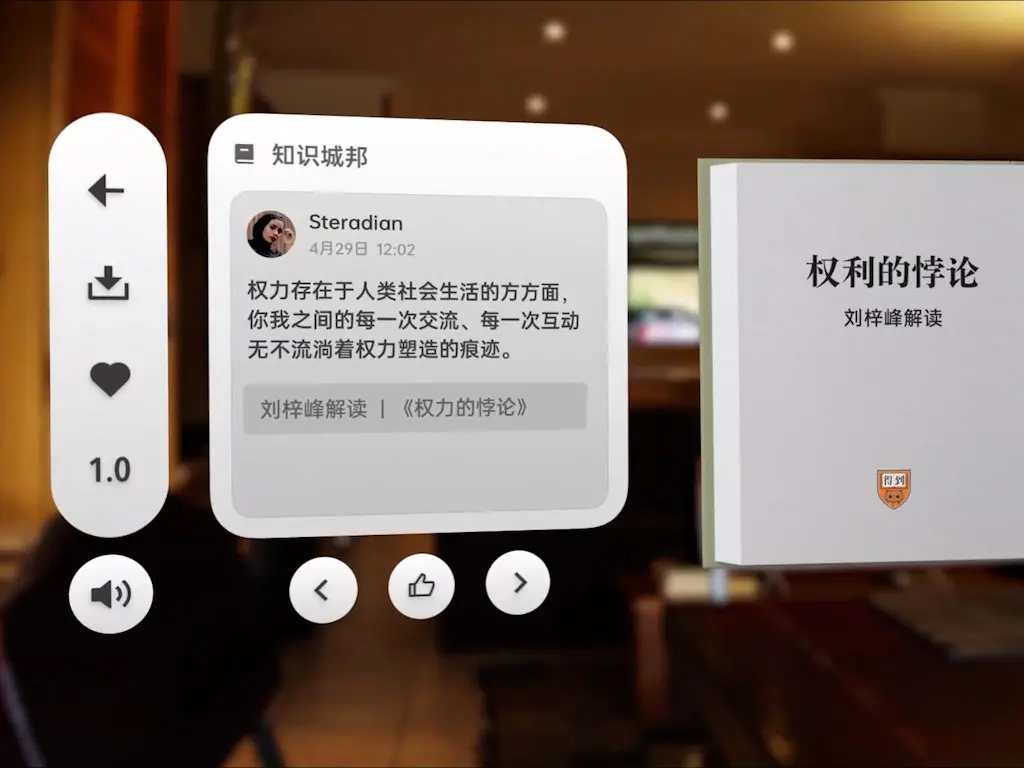 知识城邦
Steradian
4月29日 12:02
权力存在于人类社会生活的方方面，
你我之间的每一次交流、每一次互动
无不流淌着权力塑造的痕迹。
刘梓峰解读 | 《权力的悖论》
1.0
权利的悖论
刘梓峰解读
得到